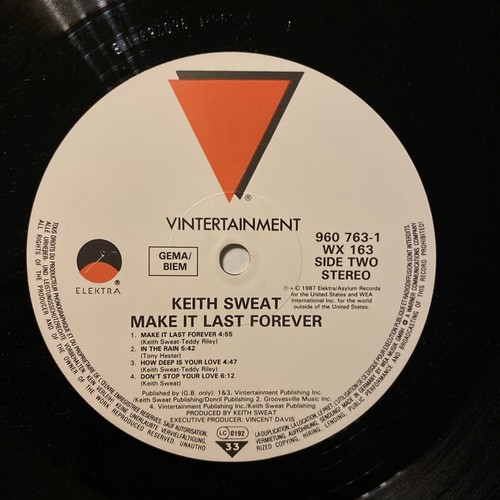 VINTERTAINMENT
®
GEMA/
BIEM
960 763-1
WX 163
SIDE TWO
STEREO
ELEKTRA®
℗ + © 1987 Elektra/Asylum Records
for the United States and WEA
International Inc. for the world
outside of the United States.
KEITH SWEAT
MAKE IT LAST FOREVER
1. MAKE IT LAST FOREVER 4:55
(Keith Sweat-Teddy Riley)
2. IN THE RAIN 5:42
(Tony Hester)
3. HOW DEEP IS YOUR LOVE 4:47
(Keith Sweat-Teddy Riley)
4. DON'T STOP YOUR LOVE 6:12
(Keith Sweat)
Published by (G.B. only): 1&3. Vintertainment Publishing Inc./
Keith Sweat Publishing/Donril Publishing 2. Groovesville Music Inc.
4. Vintertainment Publishing Inc./Keith Sweat Publishing
PRODUCED BY KEITH SWEAT
EXECUTIVE PRODUCER: VINCENT DAVIS
LC 0192
33